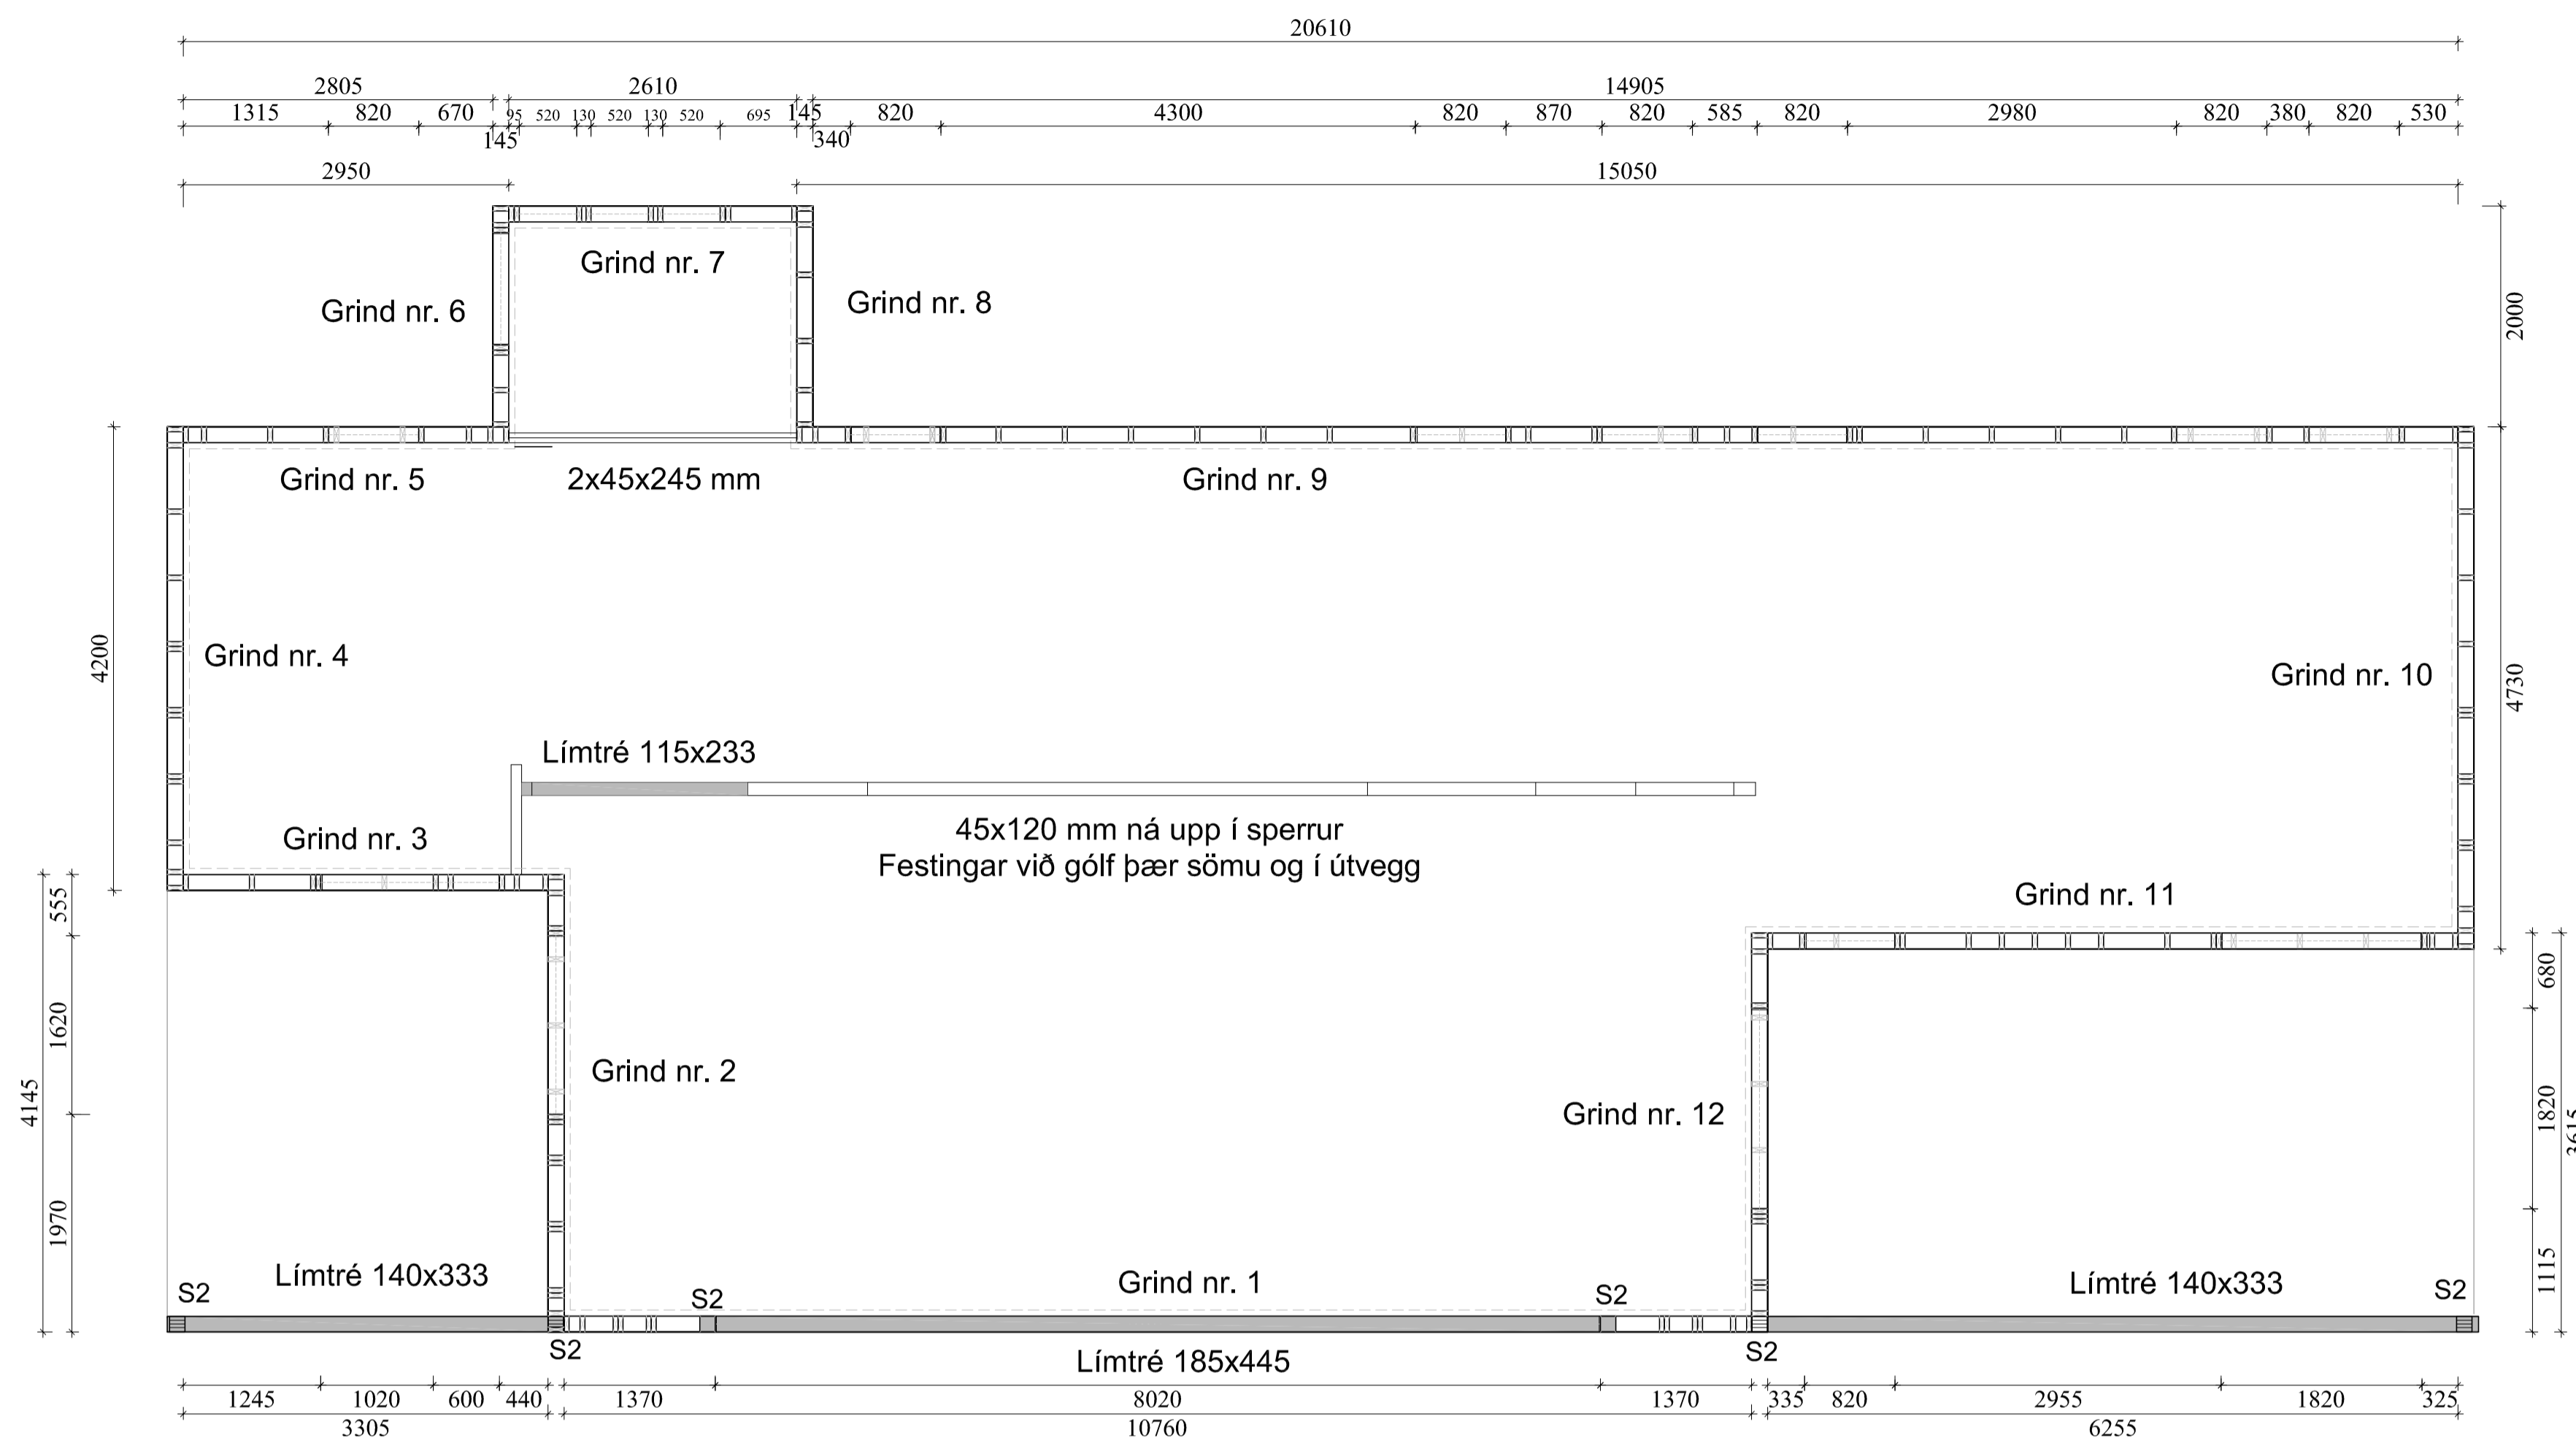 20610
2805 2610 14905
1315 820 670 95 520 130 520 130 520 695 145 820 4300 820 870 820 585 820 2980 820 380 820 530
145 340
2950 15050
Grind nr. 7
Grind nr. 6
Grind nr. 8
2000
Grind nr. 5
2x45x245 mm
Grind nr. 9
4200
Grind nr. 4
Grind nr. 10
4730
Límtré 115x233
Grind nr. 3
45x120 mm ná upp í sperrur
Festingar við gólf þær sömu og í útvegg
Grind nr. 11
555
680
1620
Grind nr. 2
Grind nr. 12
4145
1820
3615
1970
1115
S2
Límtré 140x333
S2
Grind nr. 1
S2
Límtré 140x333
S2
S2
Límtré 185x445
S2
1245 1020 600 440 1370 8020 1370 335 820 2955 1820 325
3305 10760 6255